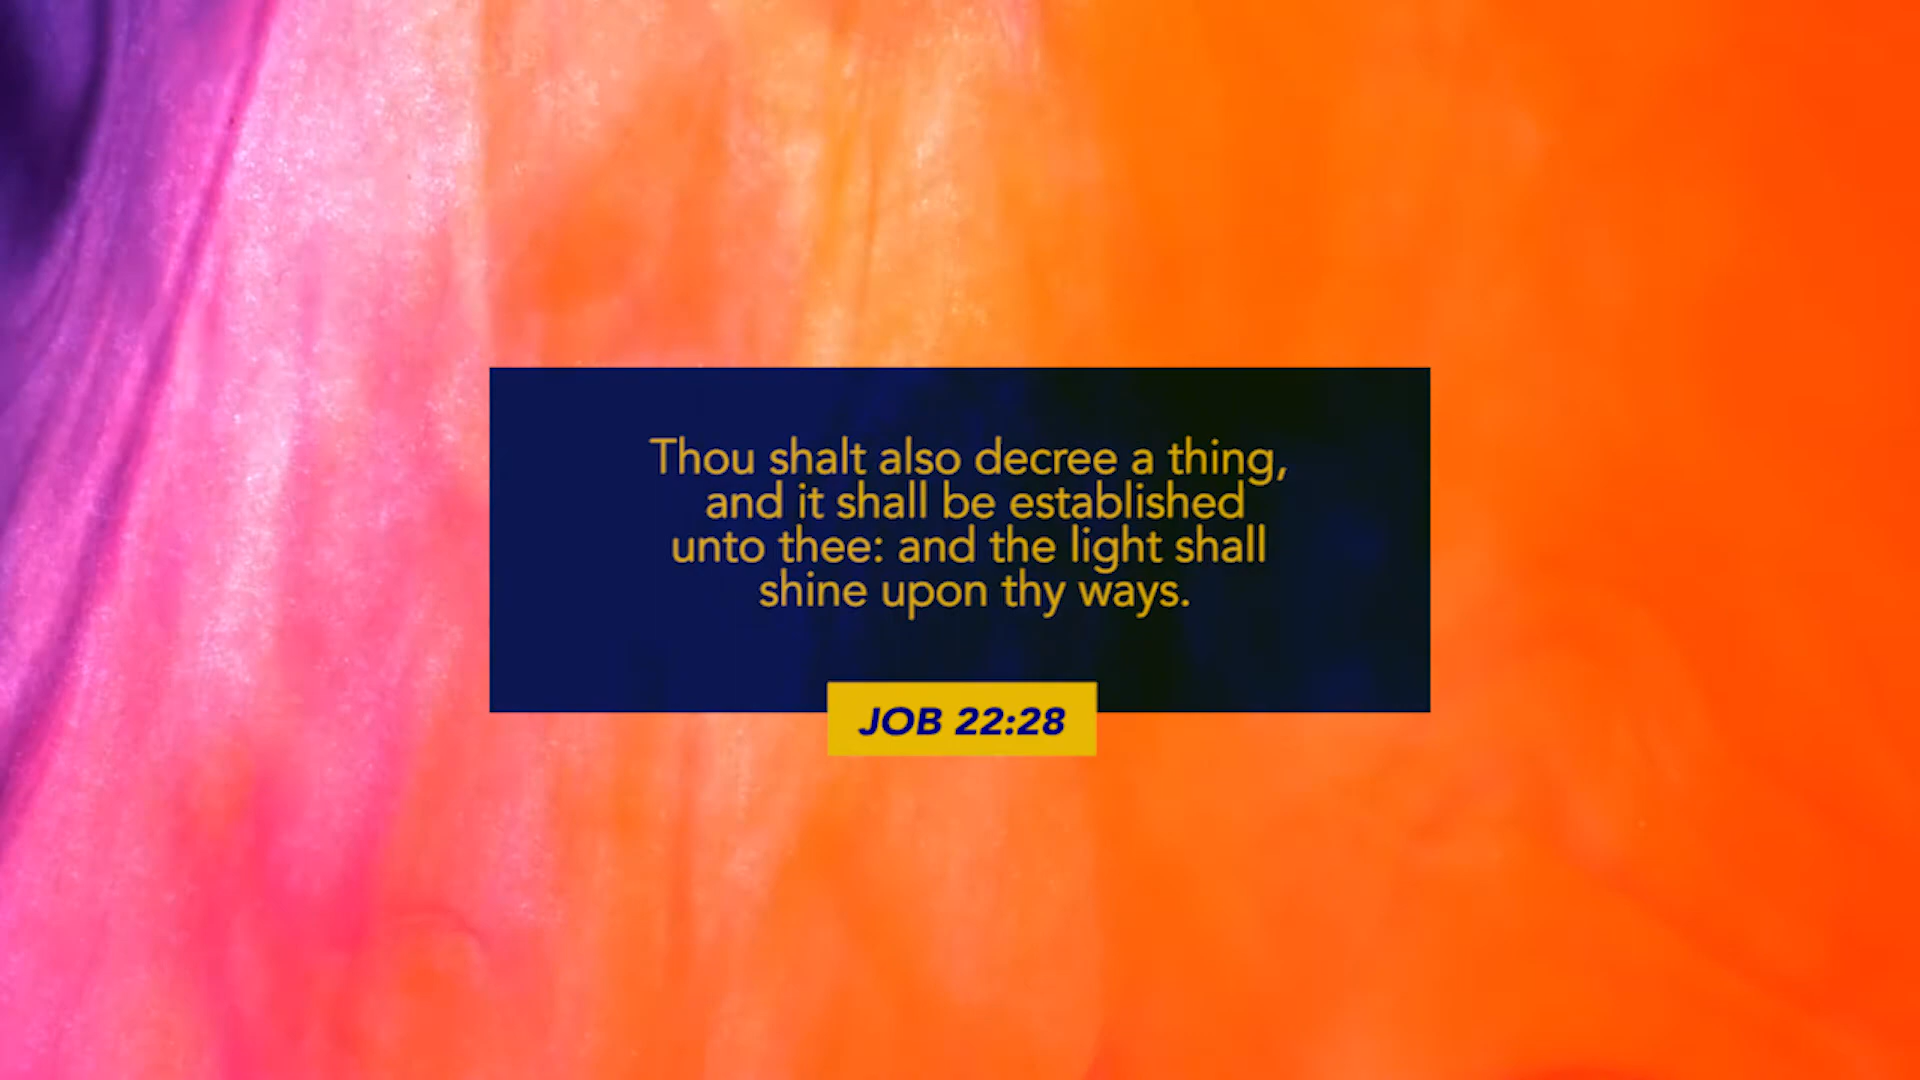 Thou shalt also decree a thing,
and it shall be established
unto thee: and the light shall
shine upon thy ways.
JOB 22:28